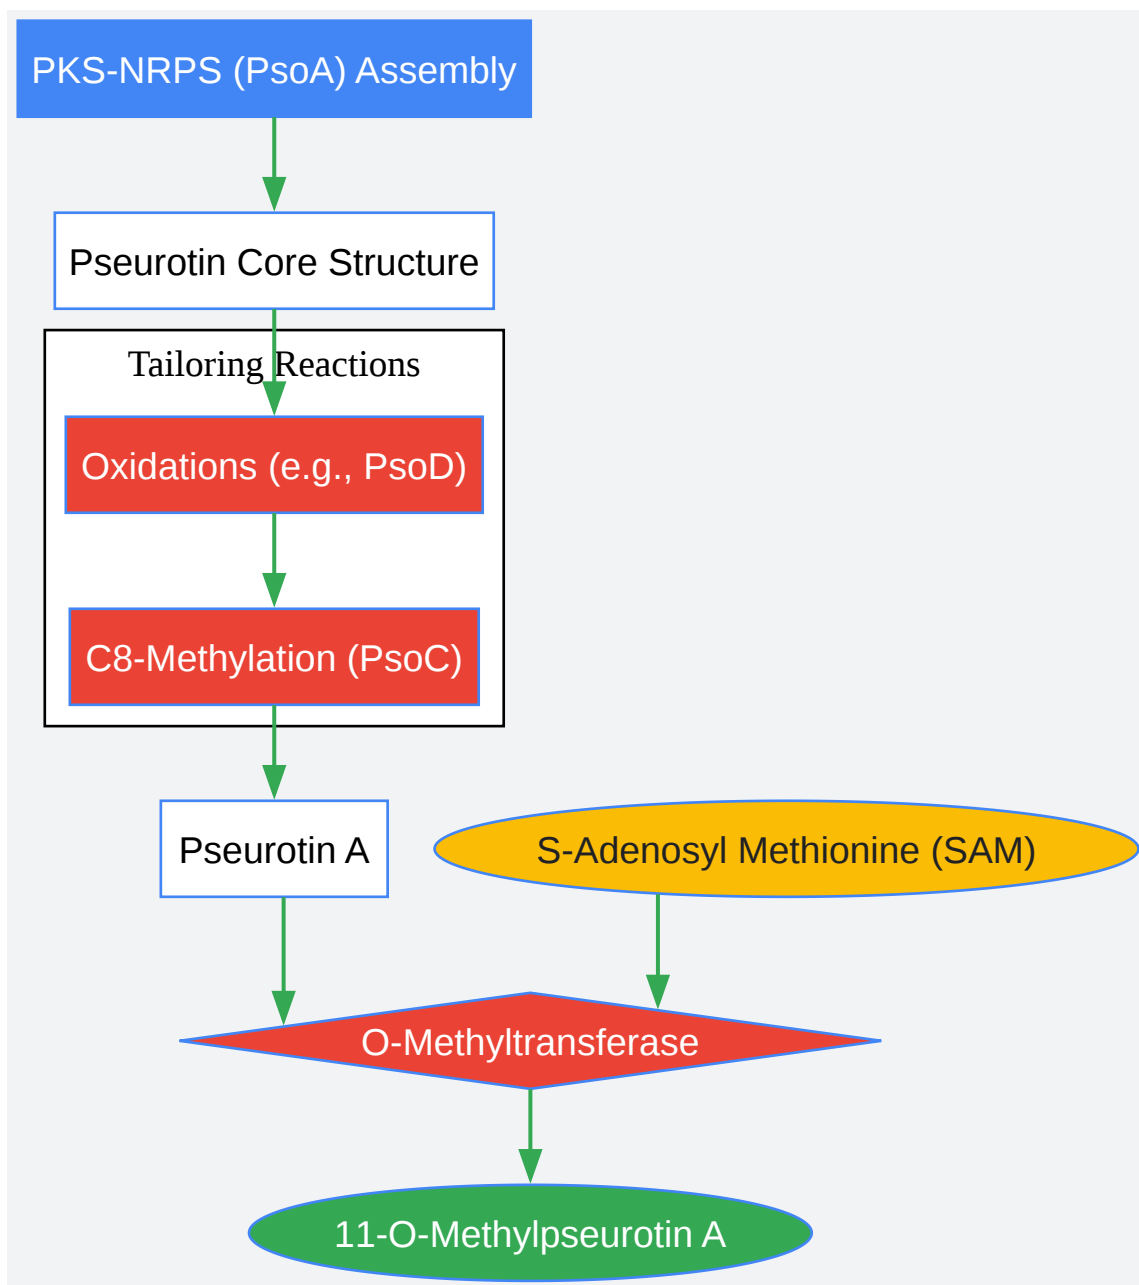 PKS-NRPS (PsoA) Assembly
Pseurotin Core Structure
Tailoring Reactions
Oxidations (e.g., PsoD)
C8-Methylation (PsoC)
Pseurotin A
S-Adenosyl Methionine (SAM)
O-Methyltransferase
11-O-Methylpseurotin A